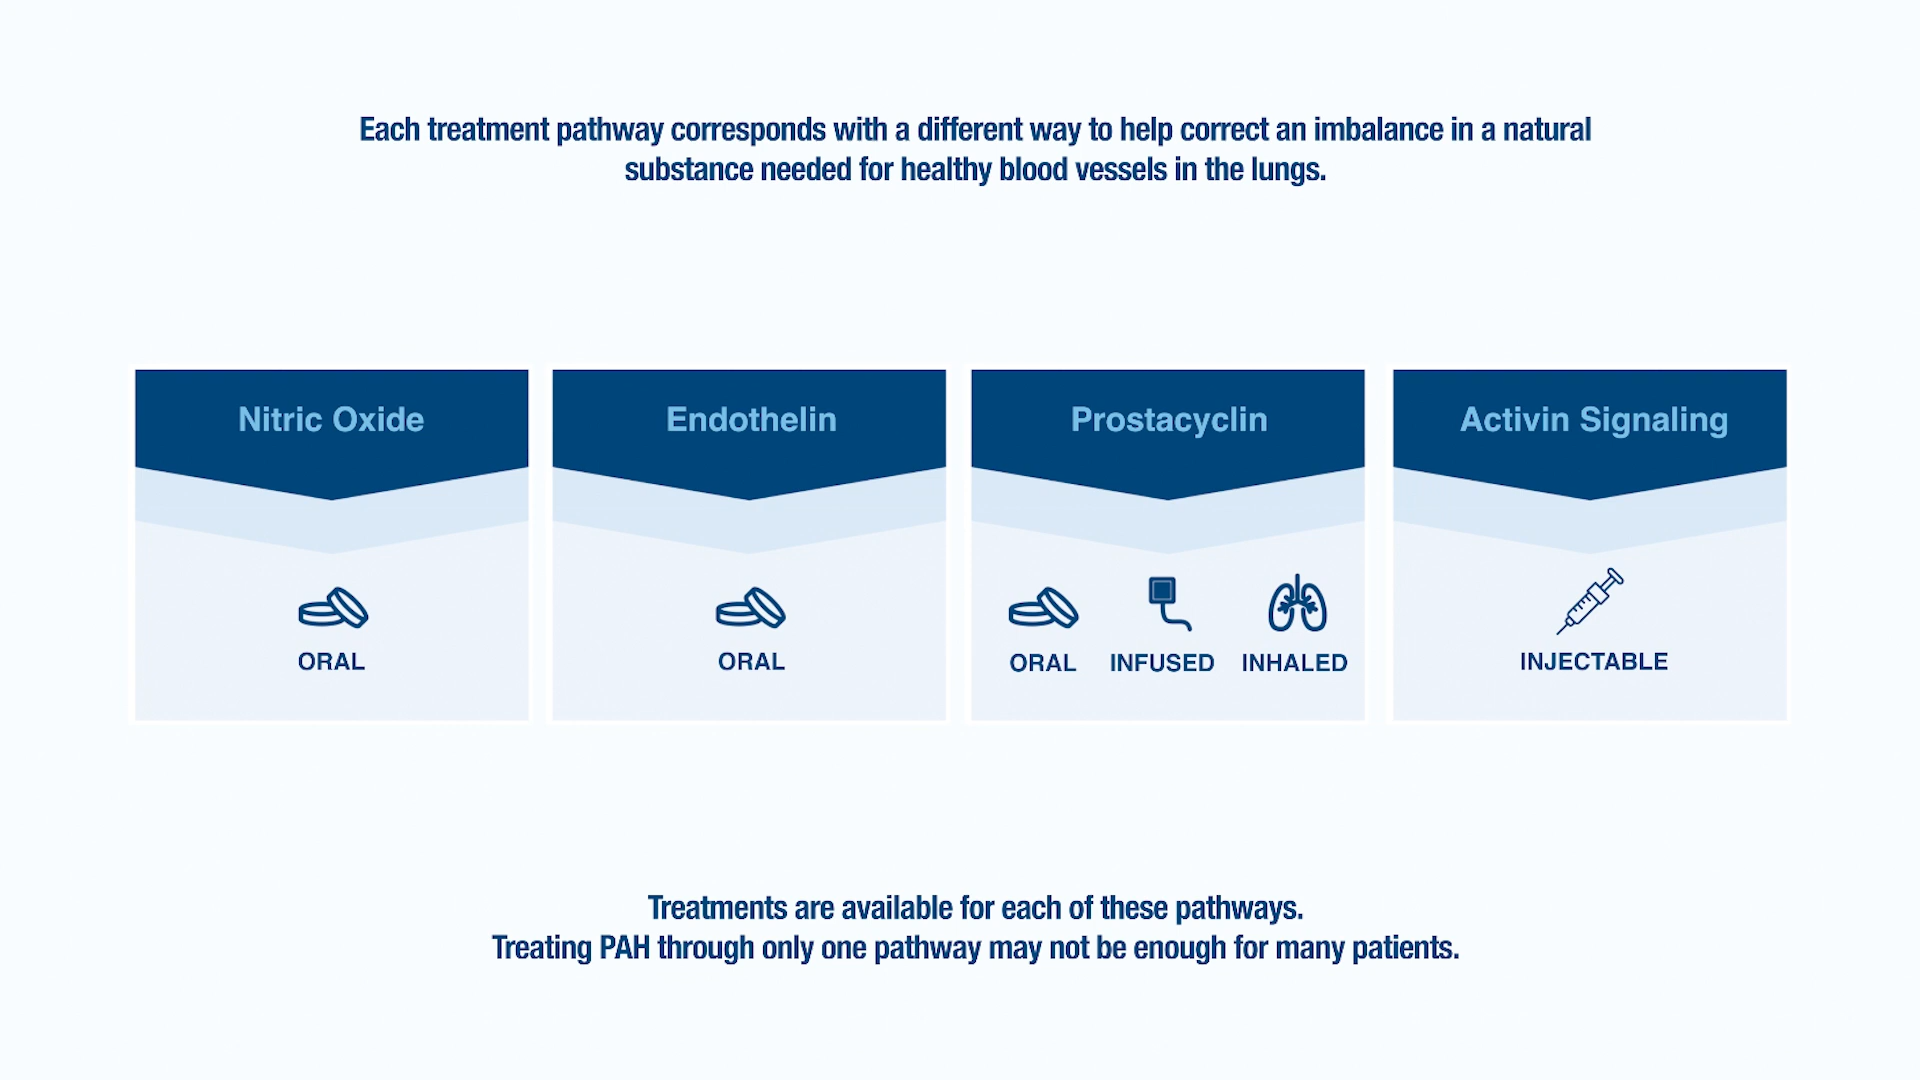 Each treatment pathway corresponds with a different way to help correct an imbalance in a natural
substance needed for healthy blood vessels in the lungs.
Nitric Oxide
ORAL
Endothelin
ORAL
Prostacyclin
ORAL INFUSED INHALED
Activin Signaling
INJECTABLE
Treatments are available for each of these pathways.
Treating PAH through only one pathway may not be enough for many patients.